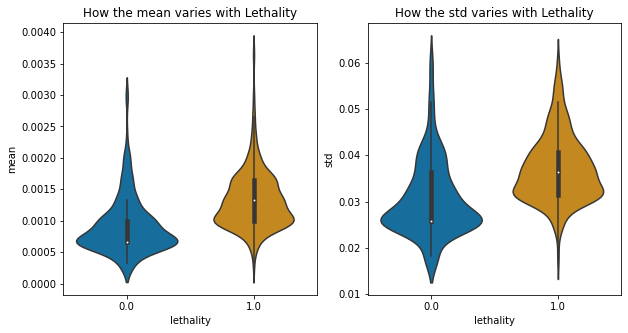 How the mean varies with Lethality
mean
0.0040
0.0035
0.0030
0.0025
0.0020
0.0015
0.0010
0.0005
0.0000
0.0 1.0
lethality
How the std varies with Lethality
std
0.06
0.05
0.04
0.03
0.02
0.01
0.0 1.0
lethality